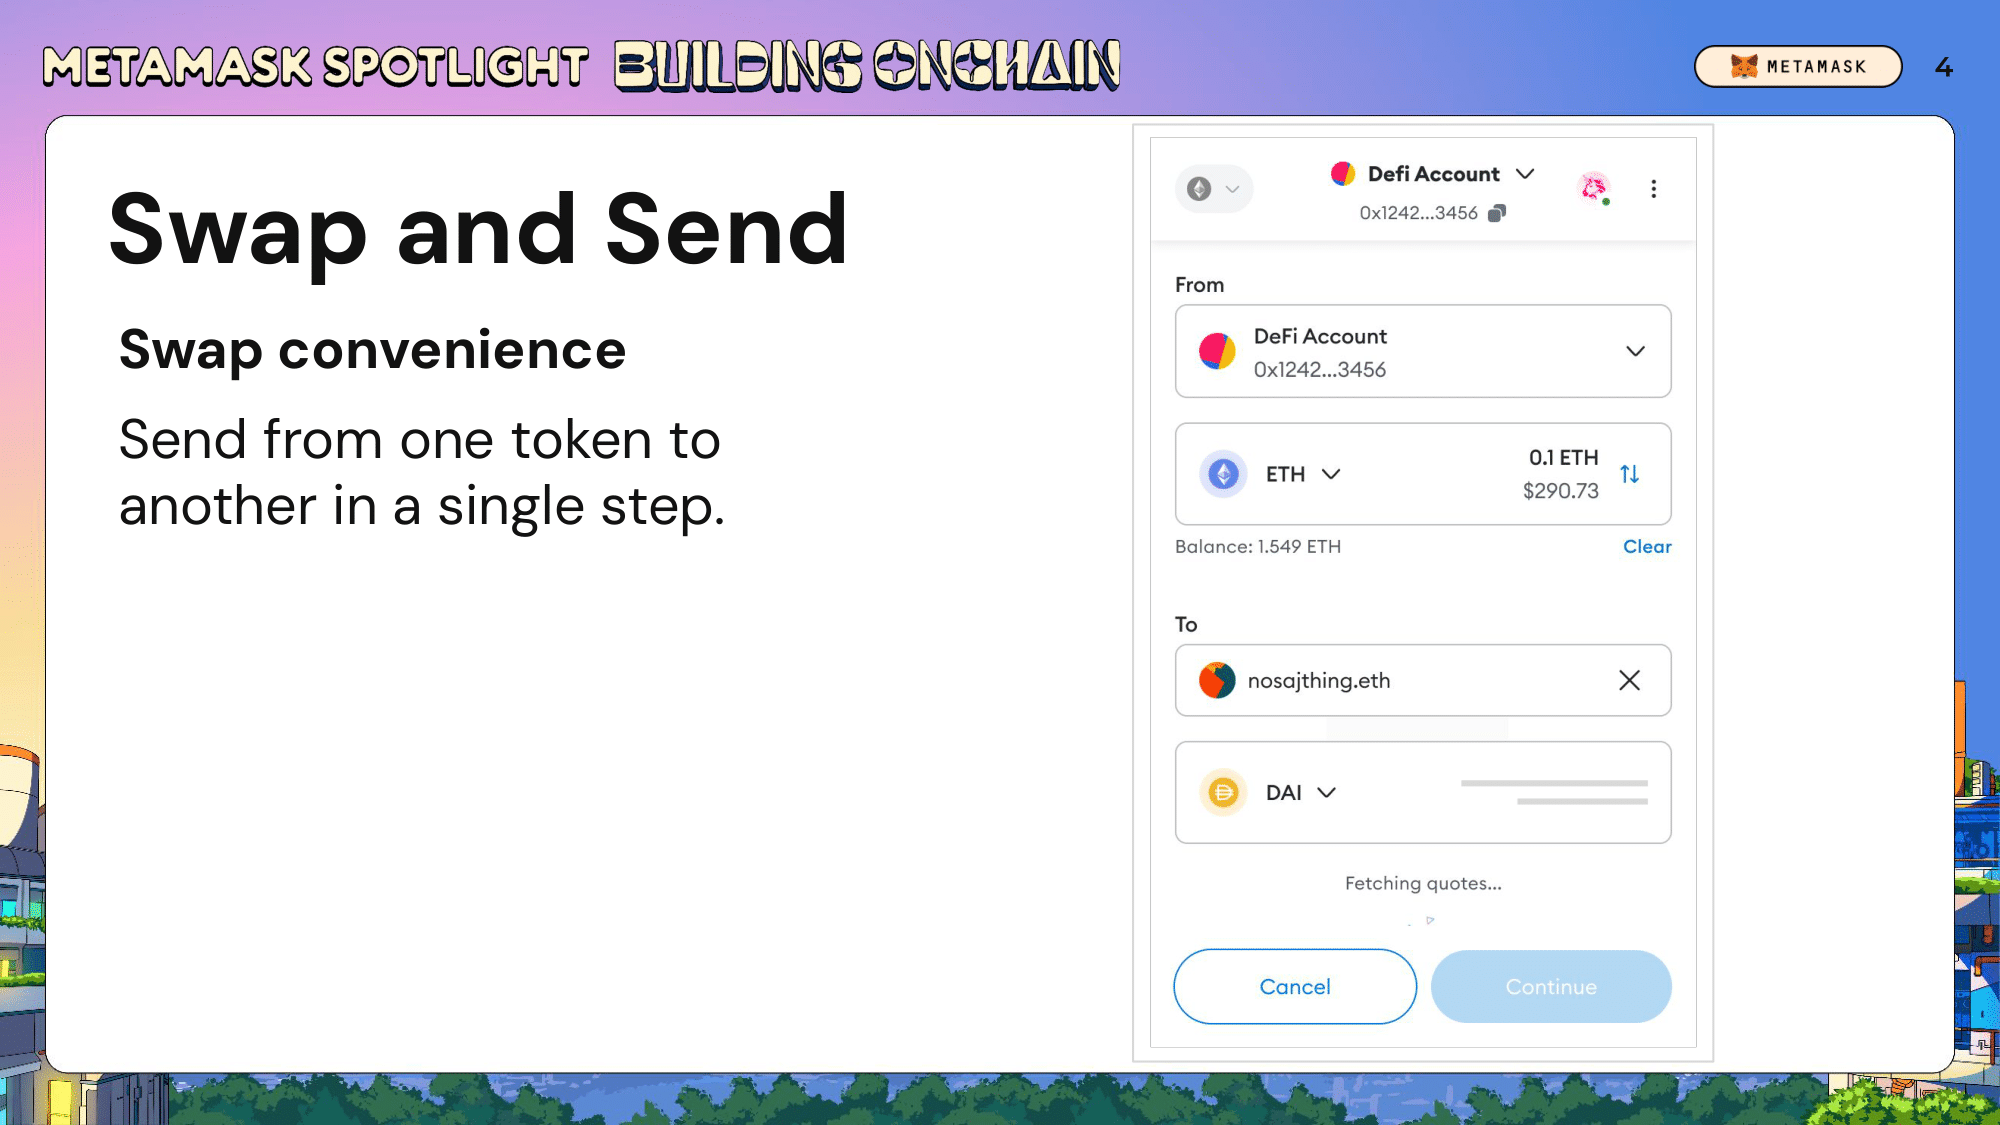 METAMASK SPOTLIGHT BUILDING ONCHAIN
METAMASK 4
Swap and Send
Swap convenience
Send from one token to
another in a single step.
Defi Account
0x1242...3456
From
DeFi Account
0x1242...3456
ETH
0.1 ETH
$290.73
Balance: 1.549 ETH
Clear
To
nosajthing.eth
DAI
Fetching quotes...
Cancel
Continue